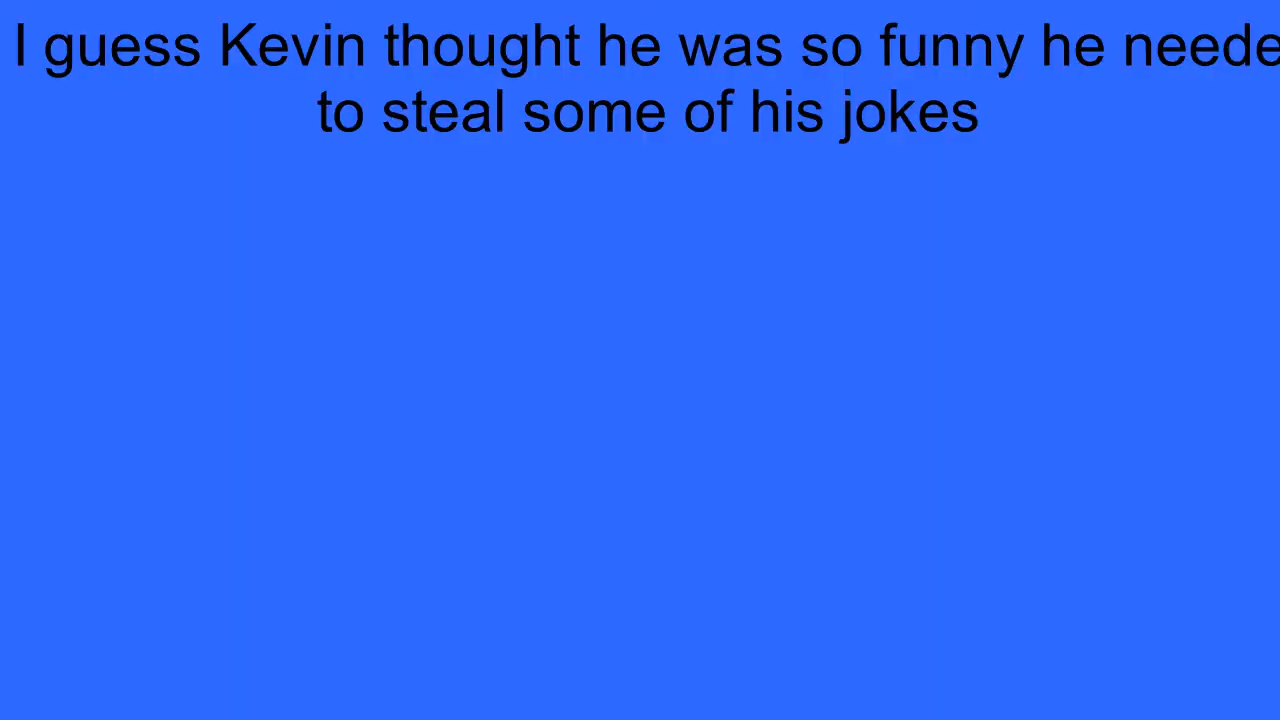 I guess Kevin thought he was so funny he neede
to steal some of his jokes